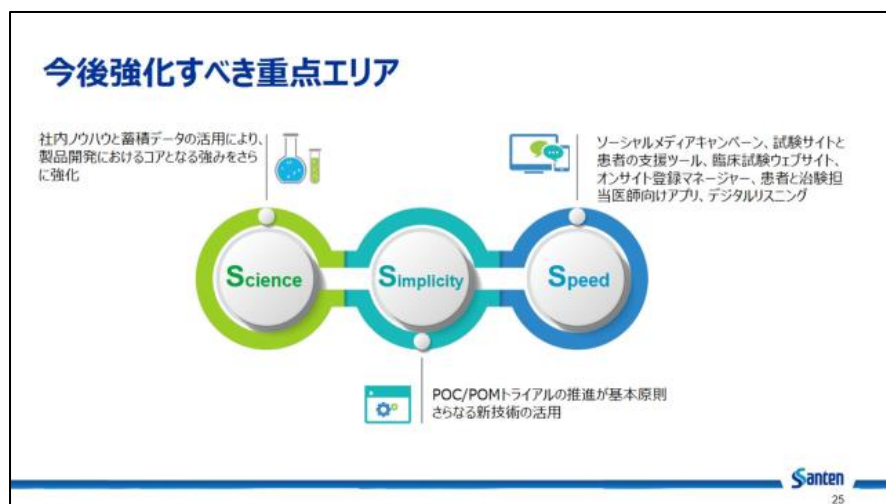 今後強化すべき重点エリア
社内ノウハウと蓄積データの活用により、
製品開発におけるコアとなる強みをさら
に強化
ソーシャルメディアキャンペーン、試験サイトと
患者の支援ツール、臨床試験ウェブサイト、
オンサイト登録マネージャー、患者と治験担
当医師向けアプリ、デジタルリスニング
Science
Simplicity
Speed
POC/POMトライアルの推進が基本原則
さらなる新技術の活用
Santen
25